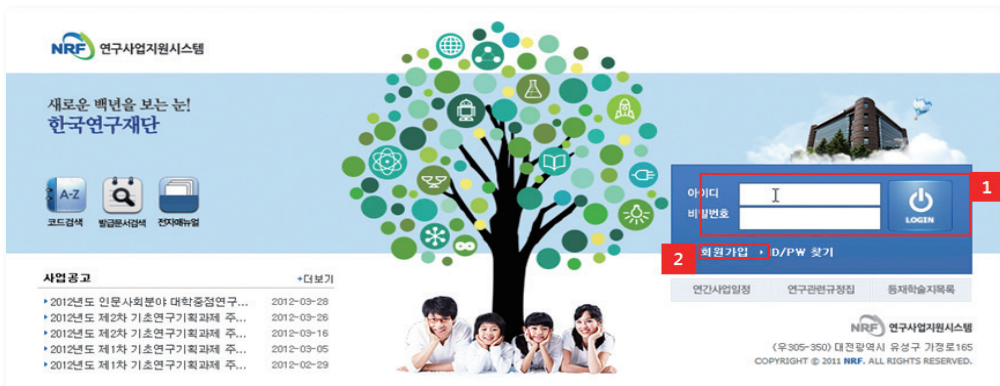 NRF 연구사업지원시스템
새로운 백년을 보는 눈!
한국연구재단
A-Z
코드검색 발급문서검색 전자매뉴얼
사업공고 +더보기
2012년도 인문사회분야 대학중점연구... 2012-03-28
2012년도 제2차 기초연구기획과제 주... 2012-03-26
2012년도 제2차 기초연구기획과제 주... 2012-03-16
2012년도 제1차 기초연구기획과제 주... 2012-03-05
2012년도 제1차 기초연구기획과제 주... 2012-02-29
1
아이디
비밀번호
LOGIN
2
회원가입 D/PW 찾기
연간사업일정 연구관련규정집 등재학술지목록
NRF 연구사업지원시스템
(우305-350) 대전광역시 유성구 가정로165
COPYRIGHT © 2011 NRF. ALL RIGHTS RESERVED.